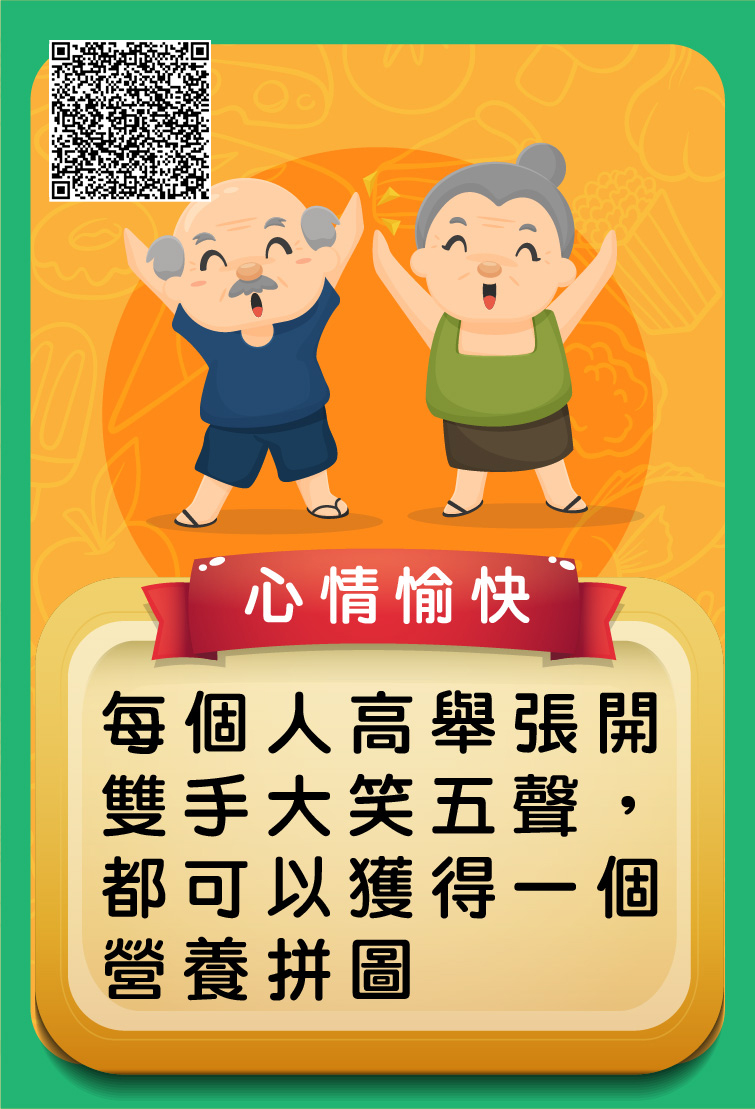 心情愉快
每個人高舉張開
雙手大笑五聲，
都可以獲得一個
營養拼圖